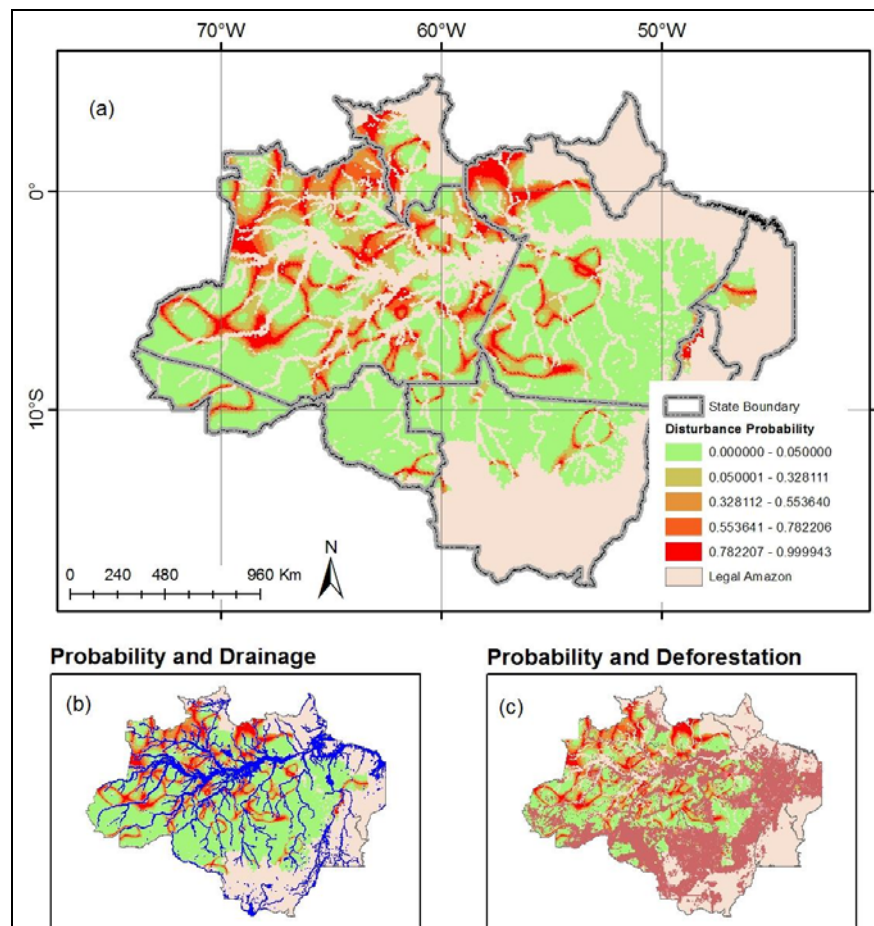 70°W 60°W 50°W
(a)
0°
10°S
State Boundary
Disturbance Probability
0.000000 - 0.050000
0.050001 - 0.328111
0.328112 - 0.553640
0.553641 - 0.782206
0.782207 - 0.999943
Legal Amazon
N
0 240 480 960 Km
Probability and Drainage
(b)
Probability and Deforestation
(c)